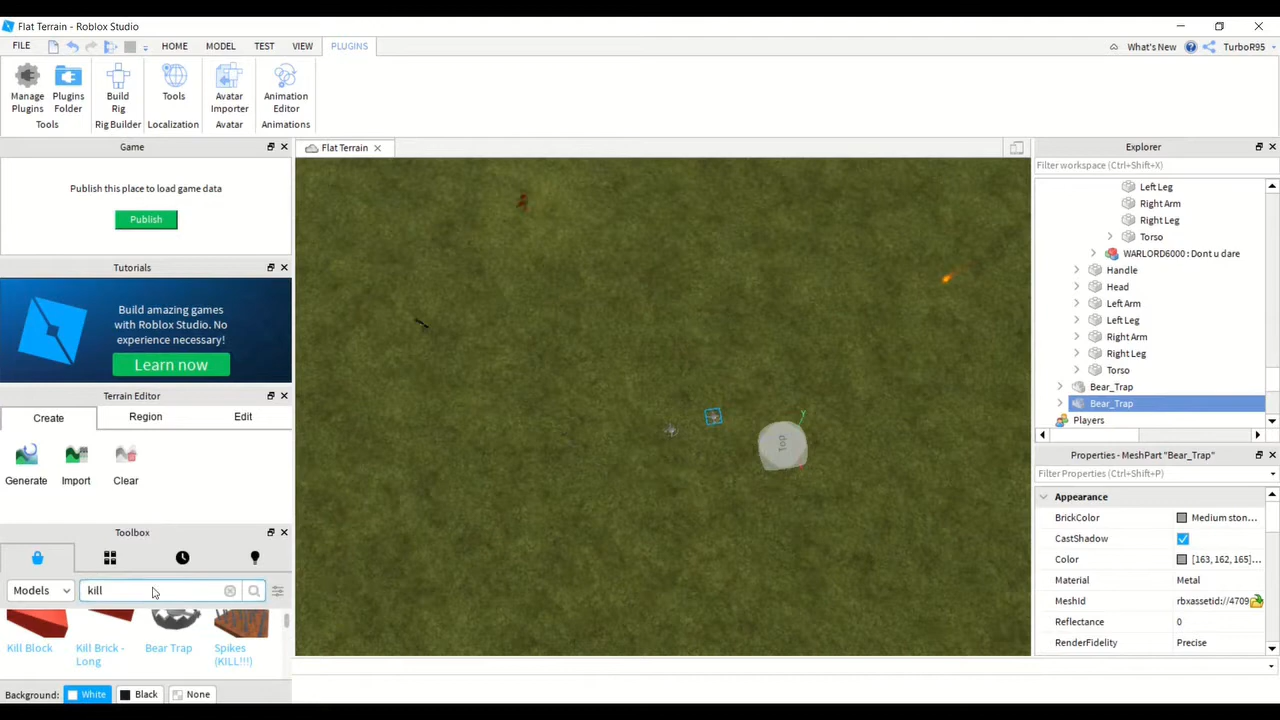 Flat Terrain - Roblox Studio
FILE HOME MODEL TEST VIEW PLUGINS What's New TurboR95
Manage Plugins
Plugins Folder
Build Rig
Tools
Avatar Importer
Animation Editor
Tools Rig Builder Localization Avatar Animations
Game
Publish this place to load game data
Publish
Tutorials
Build amazing games
with Roblox Studio. No
experience necessary!
Learn now
Terrain Editor
Create Region Edit
Generate Import Clear
Toolbox
Models kill
Kill Block
Kill Brick -
Long
Bear Trap
Spikes
(KILL!!!)
Background: White Black None
Flat Terrain
Top
y
Explorer
Filter workspace (Ctrl+Shift+X)
Left Leg
Right Arm
Right Leg
Torso
WARLORD6000 : Dont u dare
Handle
Head
Left Arm
Left Leg
Right Arm
Right Leg
Torso
Bear_Trap
Bear_Trap
Players
Properties - MeshPart "Bear_Trap"
Filter Properties (Ctrl+Shift+P)
Appearance
BrickColor Medium ston...
CastShadow
Color [163, 162, 165]...
Material Metal
MeshId rbxassetid://4709
Reflectance 0
RenderFidelity Precise